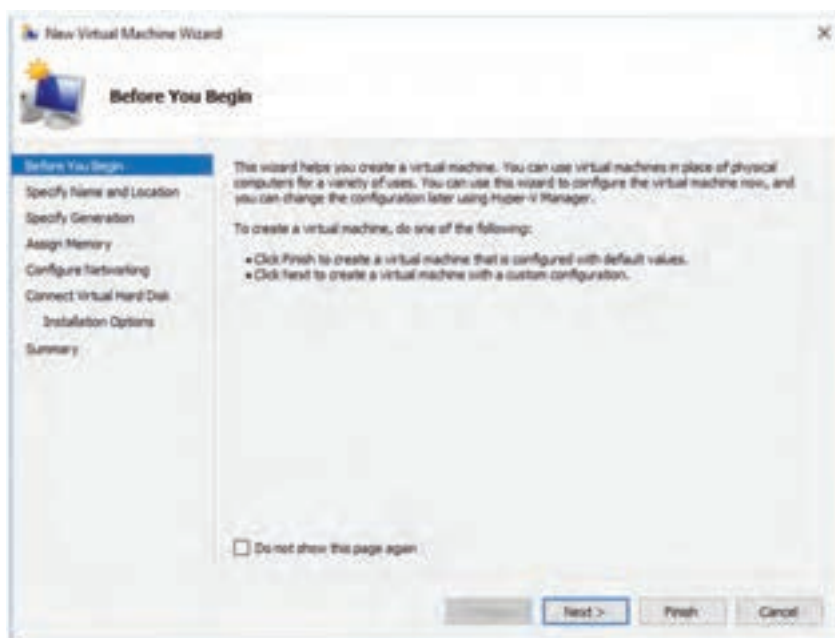 New Virtual Machine Wizard
Before You Begin
Before You Begin
Specify Name and Location
Specify Generation
Assign Memory
Configure Networking
Connect Virtual Hard Disk
Installation Options
Summary
This wizard helps you create a virtual machine. You can use virtual machines in place of physical
computers for a variety of uses. You can use this wizard to configure the virtual machine now, and
you can change the configuration later using Hyper-V Manager.
To create a virtual machine, do one of the following:
• Click Finish to create a virtual machine that is configured with default values.
• Click Next to create a virtual machine with a custom configuration.
Do not show this page again
Next >
Finish
Cancel